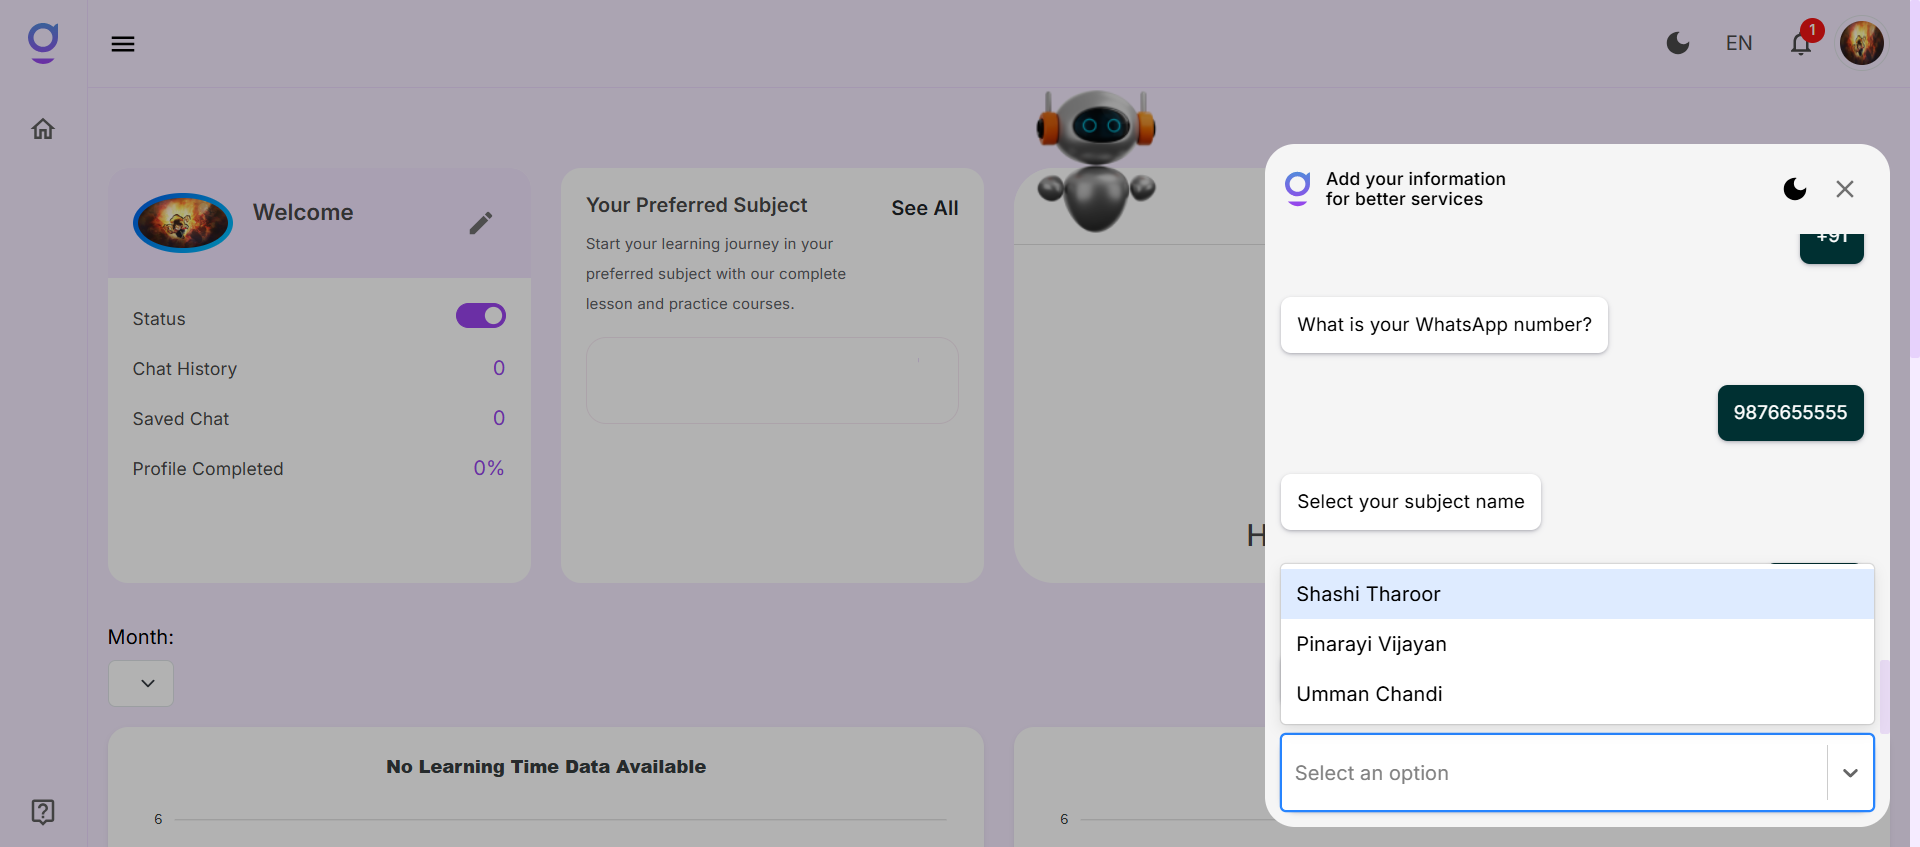 EN
1
Welcome
Status
Chat History
0
Saved Chat
0
Profile Completed
0%
Your Preferred Subject
See All
Start your learning journey in your
preferred subject with our complete
lesson and practice courses.
H
Month:
No Learning Time Data Available
6
6
Add your information
for better services
+91
What is your WhatsApp number?
9876655555
Select your subject name
Shashi Tharoor
Pinarayi Vijayan
Umman Chandi
Select an option